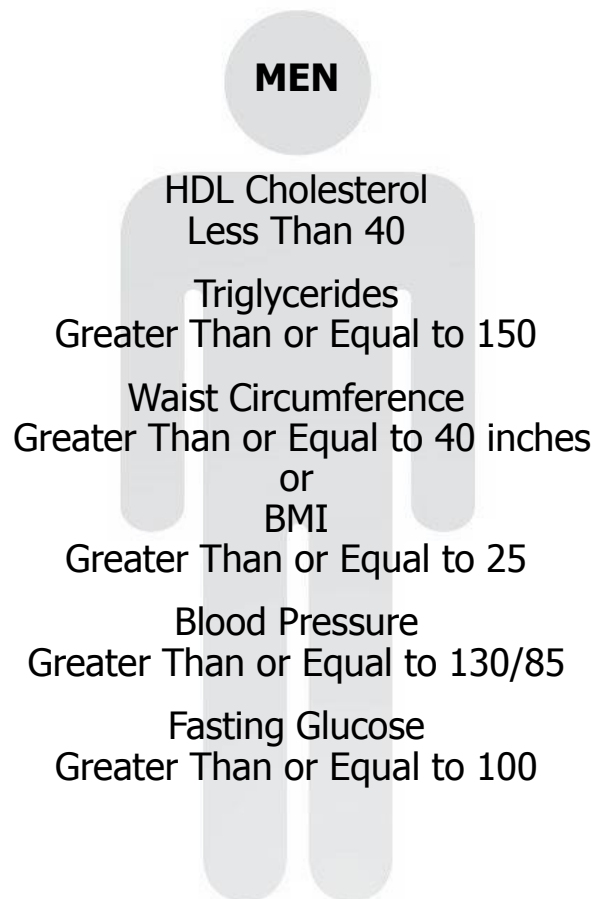 MEN
HDL Cholesterol
Less Than 40
Triglycerides
Greater Than or Equal to 150
Waist Circumference
Greater Than or Equal to 40 inches
or
BMI
Greater Than or Equal to 25
Blood Pressure
Greater Than or Equal to 130/85
Fasting Glucose
Greater Than or Equal to 100